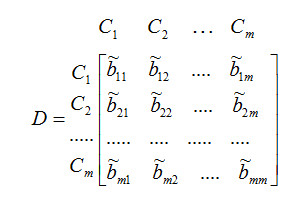 C₁ C₂ … Cₘ
C₁ b̃₁₁ b̃₁₂ .... b̃₁ₘ
C₂ b̃₂₁ b̃₂₂ .... b̃₂ₘ
D =
..... ..... ..... ..... ....
Cₘ b̃ₘ₁ b̃ₘ₂ .... b̃ₘₘ